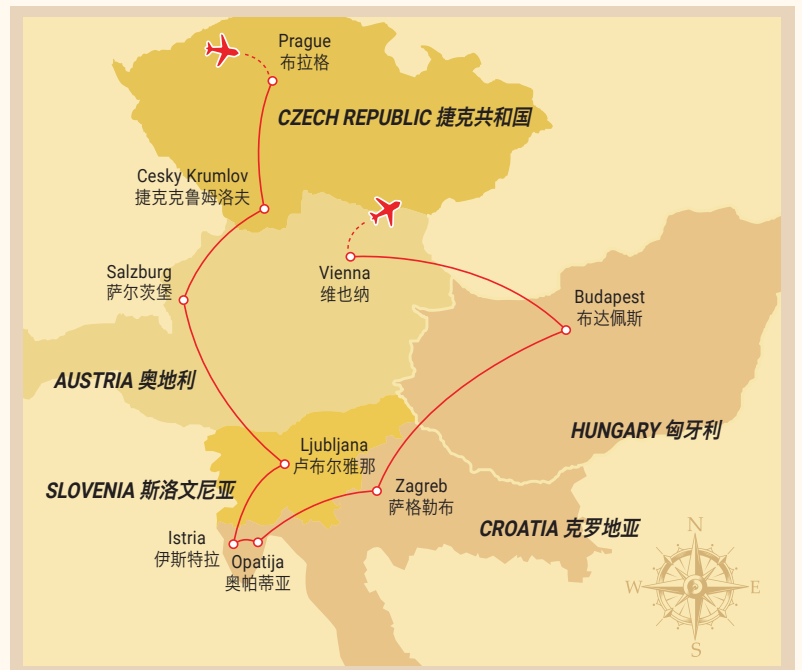 Prague
布拉格
CZECH REPUBLIC 捷克共和国
Cesky Krumlov
捷克克鲁姆洛夫
Salzburg
萨尔茨堡
Vienna
维也纳
Budapest
布达佩斯
AUSTRIA 奥地利
HUNGARY 匈牙利
Ljubljana
卢布尔雅那
SLOVENIA 斯洛文尼亚
Zagreb
萨格勒布
CROATIA 克罗地亚
Istria
伊斯特拉
Opatija
奥帕蒂亚
N
W
E
S